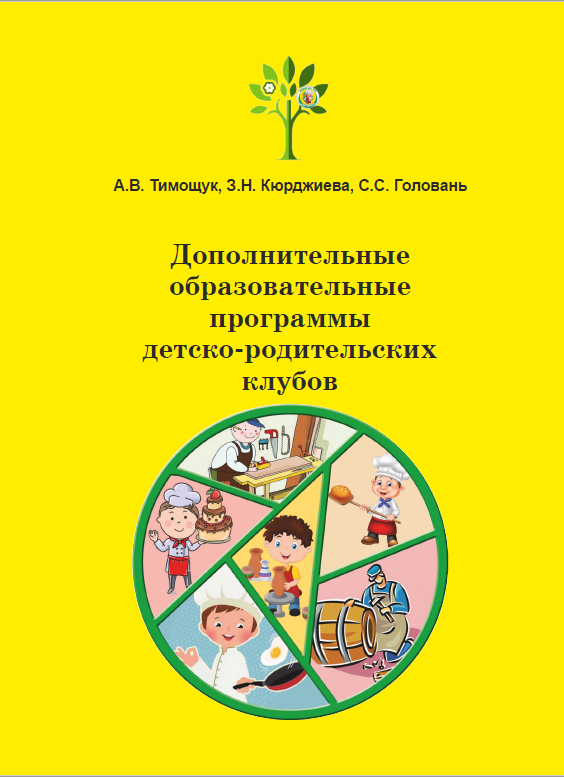 А.В. Тимощук, З.Н. Кюрджиева, С.С. Головань
Дополнительные
образовательные
программы
детско-родительских
клубов